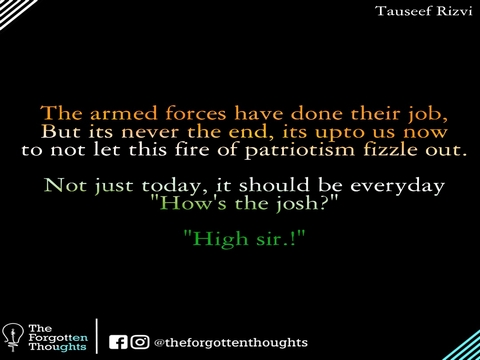 Tauseef Rizvi
The armed forces have done their job,
But its never the end, its upto us now
to not let this fire of patriotism fizzle out.
Not just today, it should be everyday
"How's the josh?"
"High sir.!"
The
Forgotten
Thoughts
@theforgottenthoughts